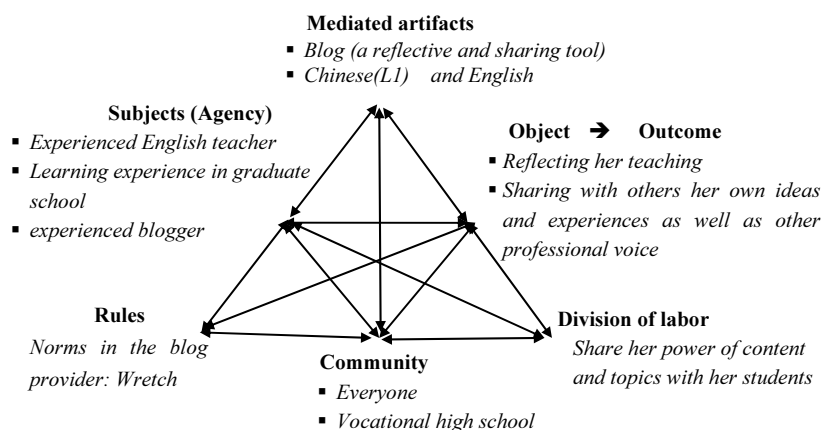 Mediated artifacts
▪ Blog (a reflective and sharing tool)
▪ Chinese(L1) and English
Subjects (Agency)
▪ Experienced English teacher
▪ Learning experience in graduate
school
▪ experienced blogger
Object ➔ Outcome
▪ Reflecting her teaching
▪ Sharing with others her own ideas
and experiences as well as other
professional voice
Rules
Norms in the blog
provider: Wretch
Community
▪ Everyone
▪ Vocational high school
Division of labor
Share her power of content
and topics with her students